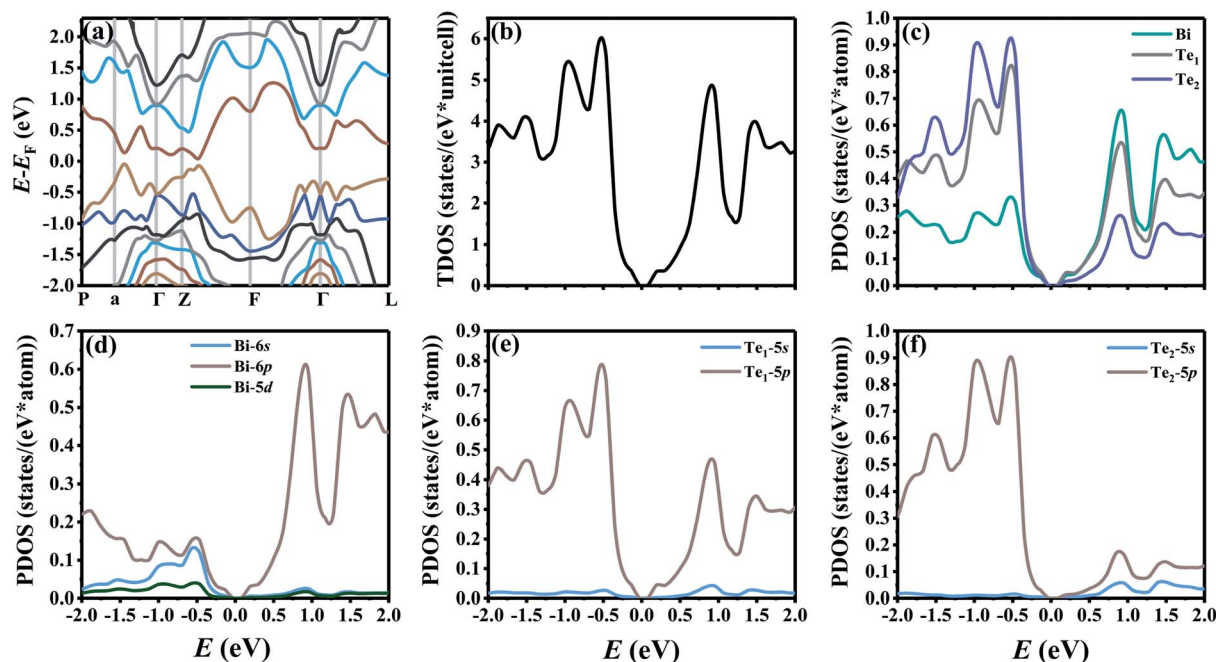 (a)
E-E_F (eV)
2.0
1.5
1.0
0.5
0.0
-0.5
-1.0
-1.5
-2.0
P a Γ Z F Γ L
(b)
TDOS (states/(eV*unitcell))
6
5
4
3
2
1
0
(c)
Bi
Te₁
Te₂
PDOS (states/(eV*atom))
1.0
0.9
0.8
0.7
0.6
0.5
0.4
0.3
0.2
0.1
0.0
(d)
Bi-6s
Bi-6p
Bi-5d
PDOS (states/(eV*atom))
0.7
0.6
0.5
0.4
0.3
0.2
0.1
0.0
-2.0 -1.5 -1.0 -0.5 0.0 0.5 1.0 1.5 2.0
E (eV)
(e)
Te₁-5s
Te₁-5p
PDOS (states/(eV*atom))
0.9
0.8
0.7
0.6
0.5
0.4
0.3
0.2
0.1
0.0
-2.0 -1.5 -1.0 -0.5 0.0 0.5 1.0 1.5 2.0
E (eV)
(f)
Te₂-5s
Te₂-5p
PDOS (states/(eV*atom))
1.0
0.9
0.8
0.7
0.6
0.5
0.4
0.3
0.2
0.1
0.0
-2.0 -1.5 -1.0 -0.5 0.0 0.5 1.0 1.5 2.0
E (eV)